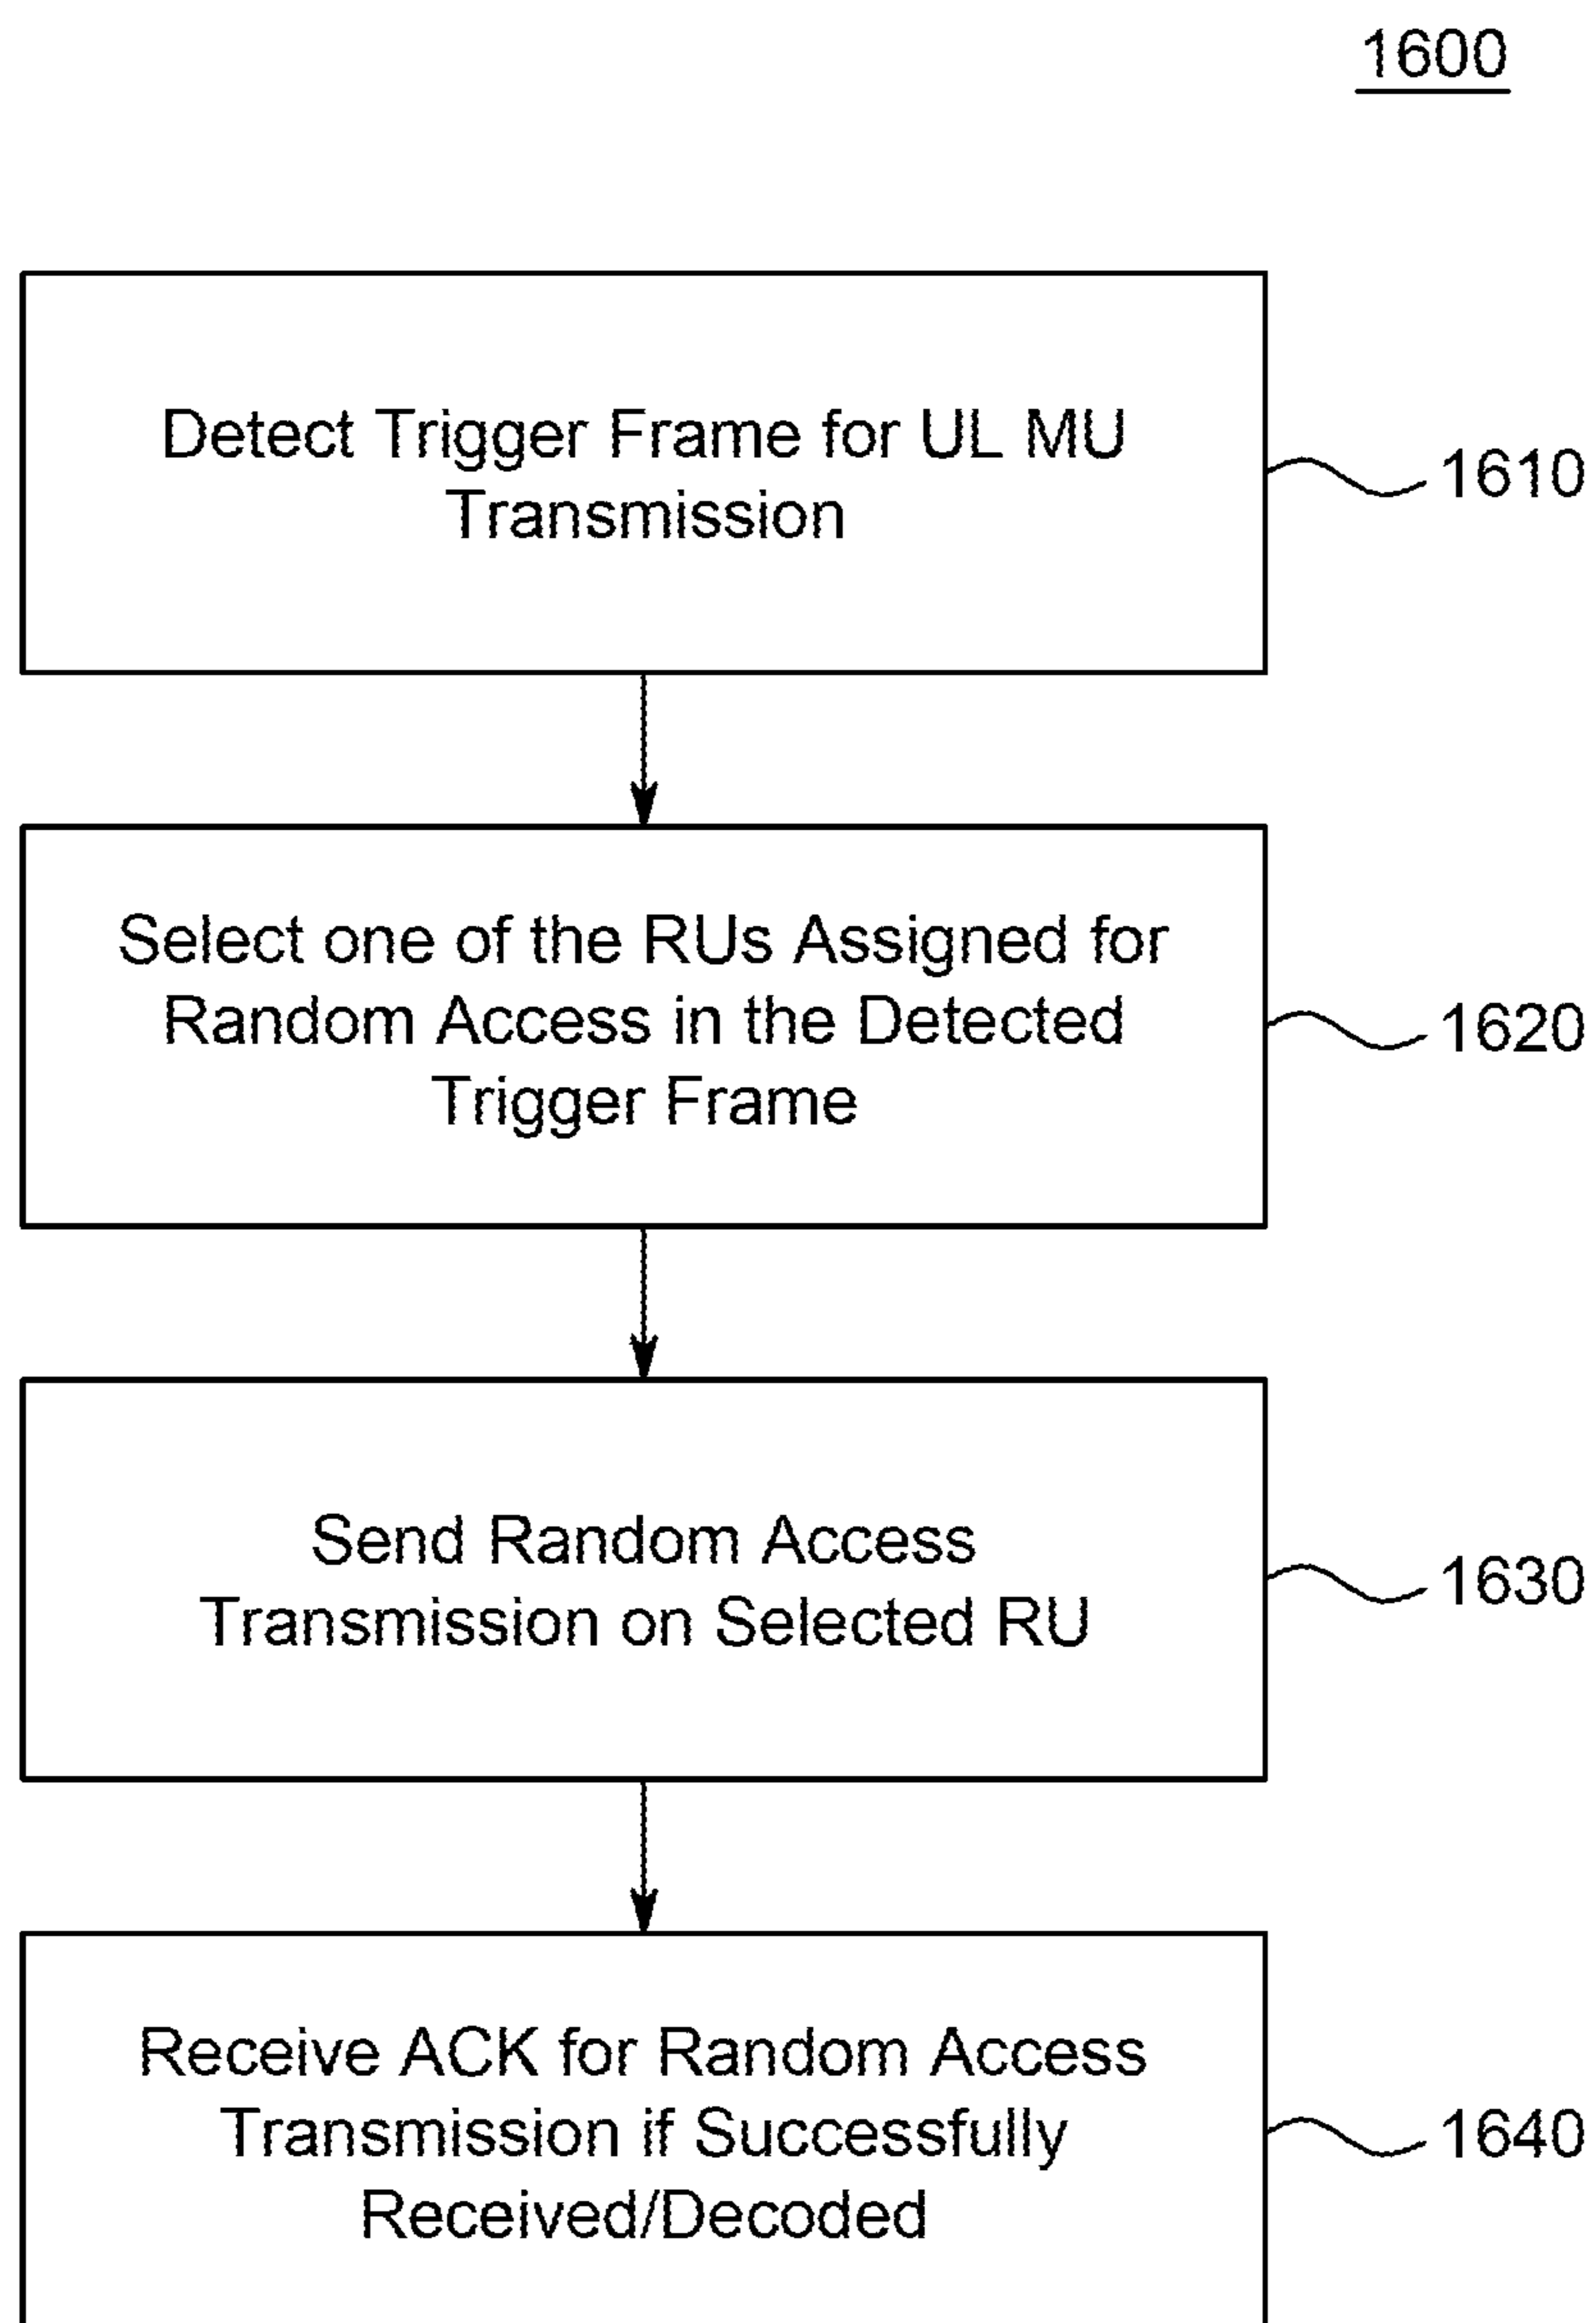 1600
Detect Trigger Frame for UL MU
Transmission
1610
Select one of the RUs Assigned for
Random Access in the Detected
Trigger Frame
1620
Send Random Access
Transmission on Selected RU
1630
Receive ACK for Random Access
Transmission if Successfully
Received/Decoded
1640